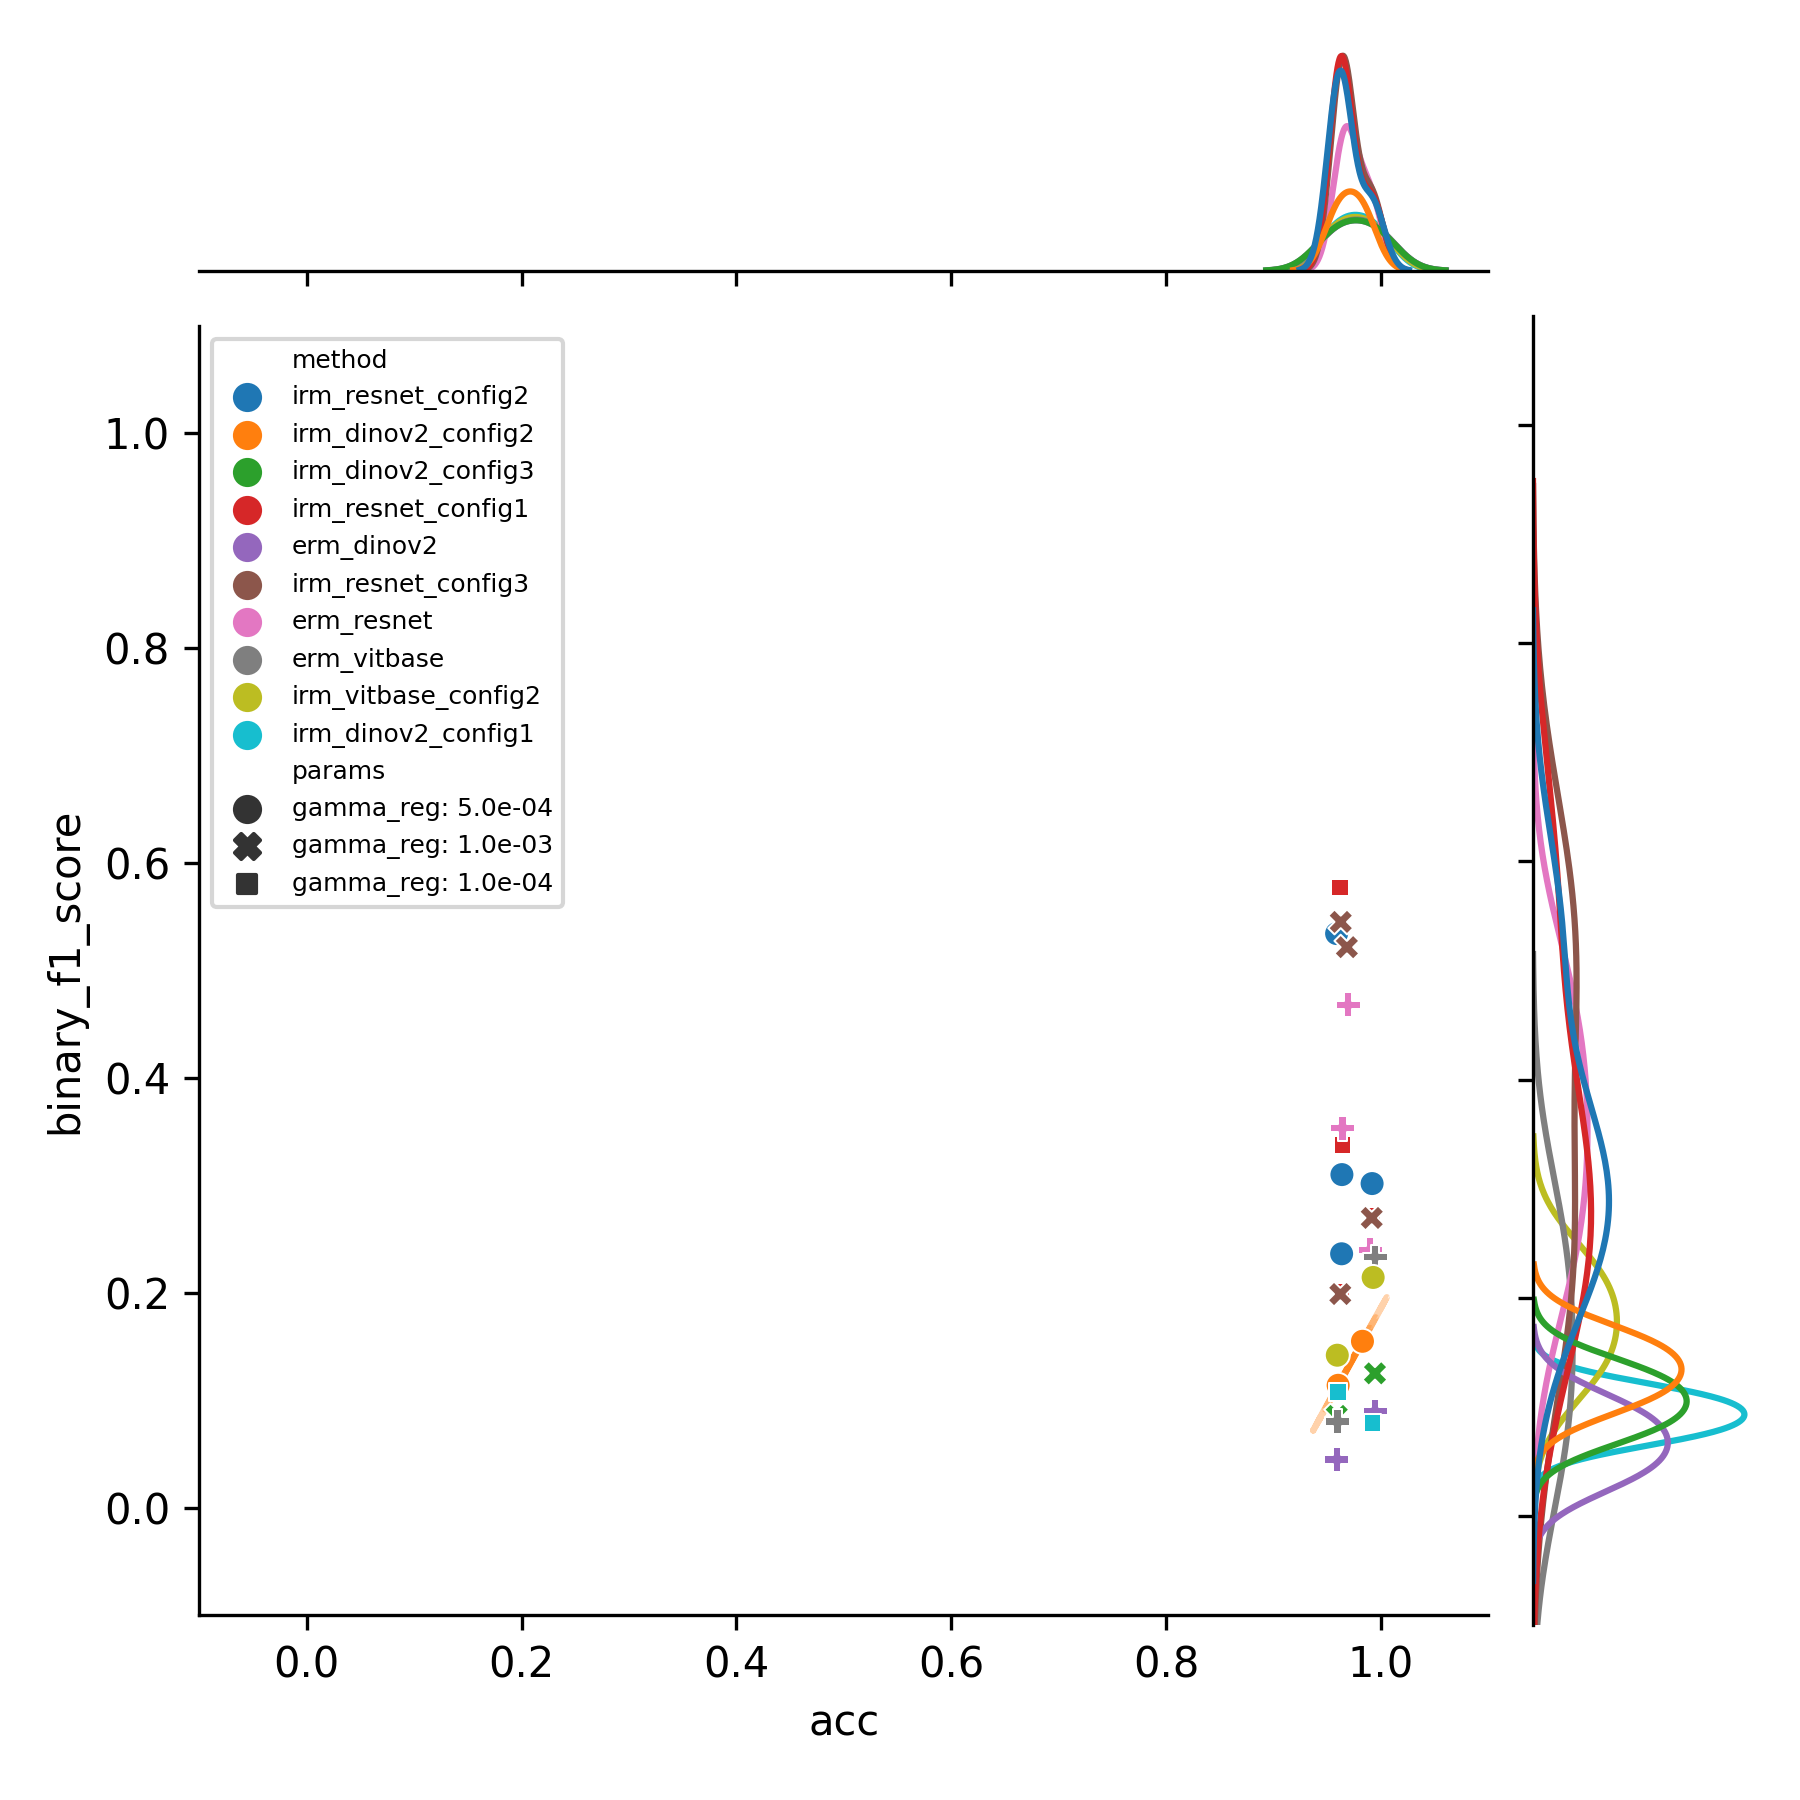 method
irm_resnet_config2
irm_dinov2_config2
irm_dinov2_config3
irm_resnet_config1
erm_dinov2
irm_resnet_config3
erm_resnet
erm_vitbase
irm_vitbase_config2
irm_dinov2_config1
params
gamma_reg: 5.0e-04
gamma_reg: 1.0e-03
gamma_reg: 1.0e-04
1.0
0.8
0.6
0.4
0.2
0.0
binary_f1_score
0.0 0.2 0.4 0.6 0.8 1.0
acc